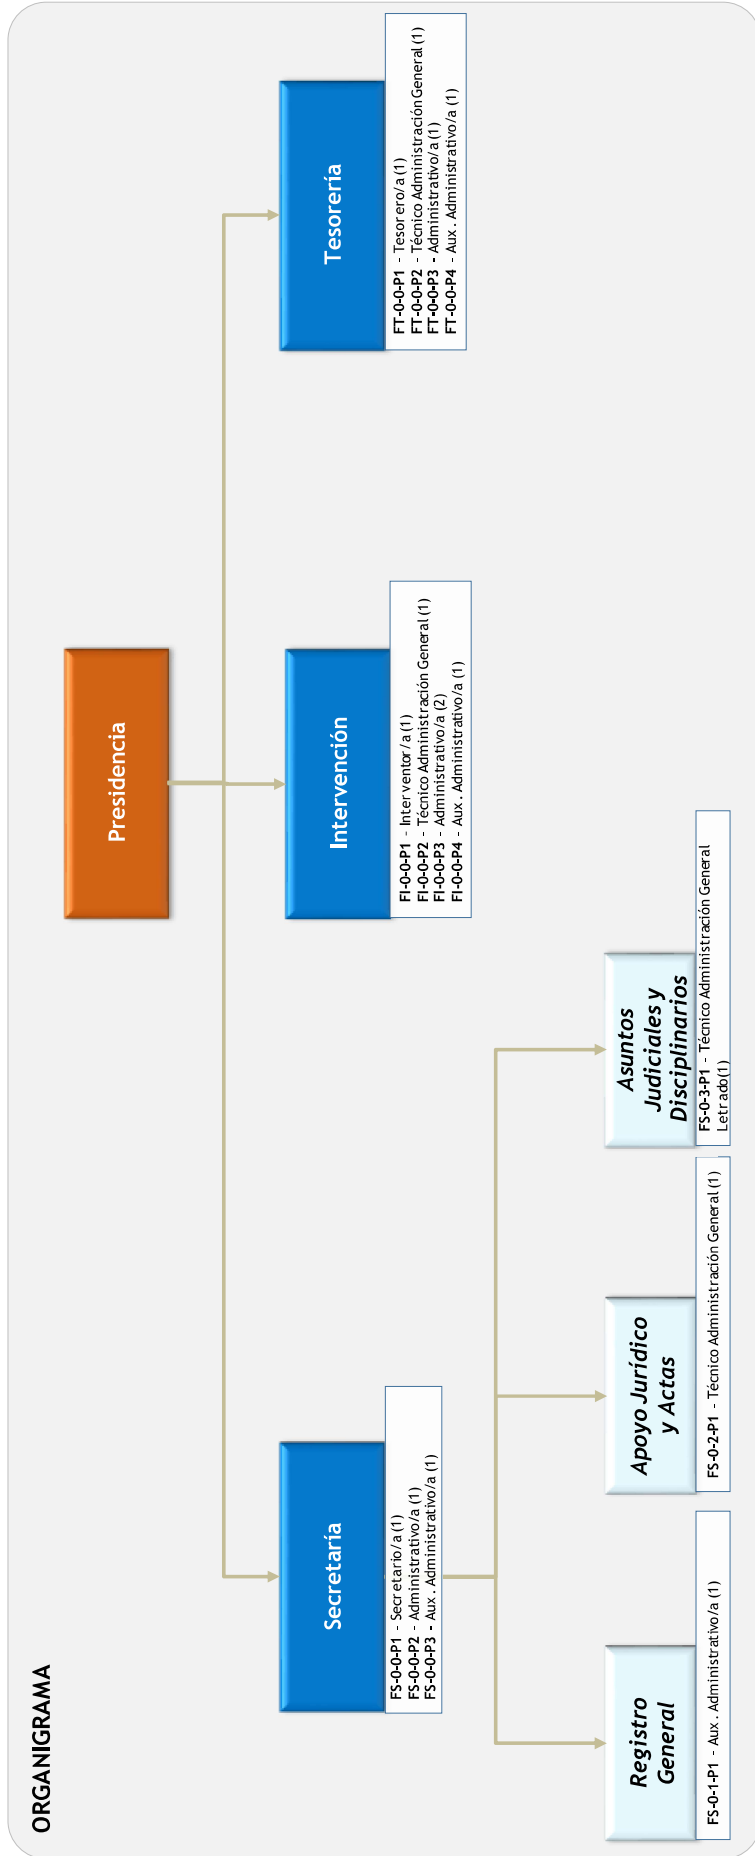 ORGANIGRAMA
Presidencia
Secretaría
FS-0-0-P1 - Secretario/a (1)
FS-0-0-P2 - Administrativo/a (1)
FS-0-0-P3 - Aux. Administrativo/a (1)
Intervención
FI-0-0-P1 - Interventor/a (1)
FI-0-0-P2 - Técnico Administración General (1)
FI-0-0-P3 - Administrativo/a (2)
FI-0-0-P4 - Aux. Administrativo/a (1)
Tesorería
FT-0-0-P1 - Tesorero/a (1)
FT-0-0-P2 - Técnico Administración General (1)
FT-0-0-P3 - Administrativo/a (1)
FT-0-0-P4 - Aux. Administrativo/a (1)
Registro
General
FS-0-1-P1 - Aux. Administrativo/a (1)
Apoyo Jurídico
y Actas
FS-0-2-P1 - Técnico Administración General (1)
Asuntos
Judiciales y
Disciplinarios
FS-0-3-P1 - Técnico Administración General
Letrado(1)